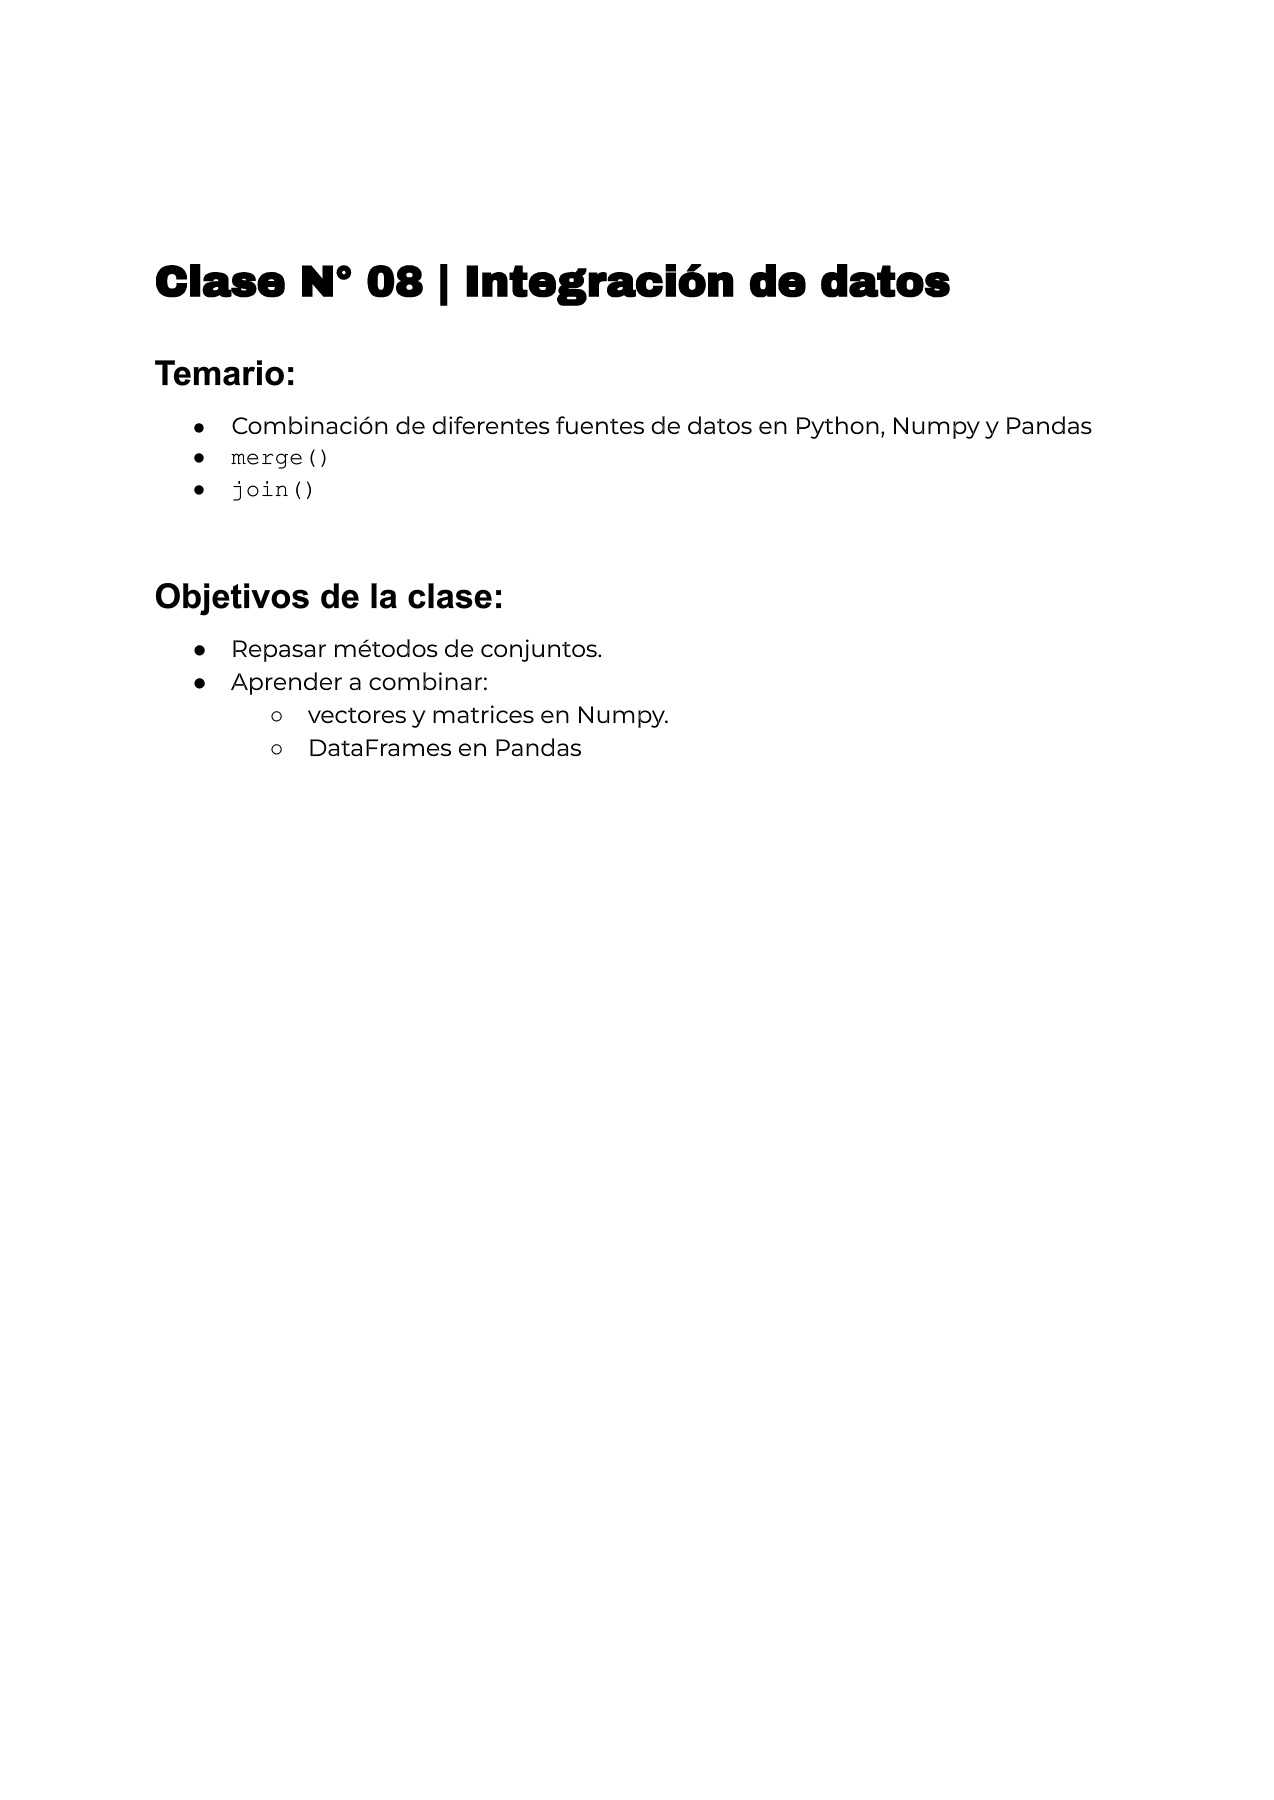 Clase N° 08 | Integración de datos
Temario:
● Combinación de diferentes fuentes de datos en Python, Numpy y Pandas
● merge()
● join()
Objetivos de la clase:
● Repasar métodos de conjuntos.
● Aprender a combinar:
○ vectores y matrices en Numpy.
○ DataFrames en Pandas